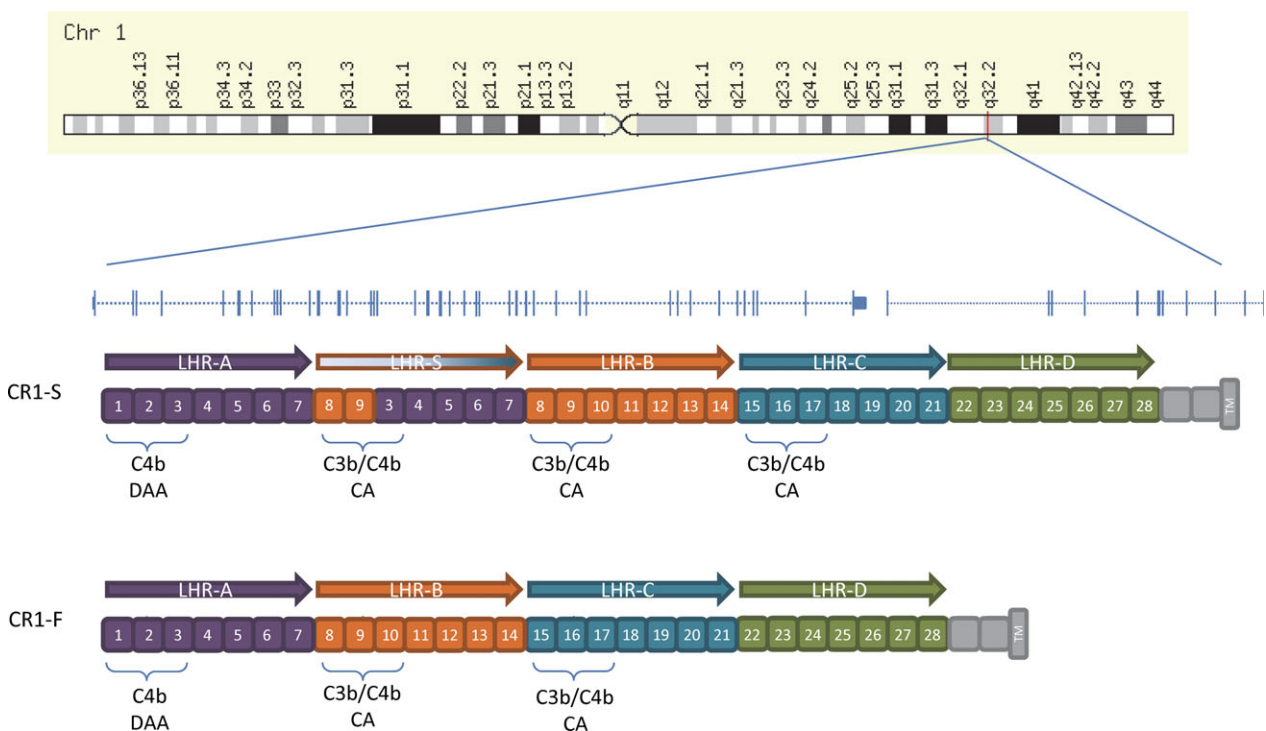 Chr 1
p36.13 p36.11 p34.3 p34.2 p33 p32.3 p31.3 p31.1 p22.2 p21.3 p21.1 p13.3 p13.2 q11 q12 q21.1 q21.3 q23.3 q24.2 q25.2 q25.3 q31.1 q31.3 q32.1 q32.2 q41 q42.13 q42.2 q43 q44
LHR-A LHR-S LHR-B LHR-C LHR-D
CR1-S 1 2 3 4 5 6 7 8 9 3 4 5 6 7 8 9 10 11 12 13 14 15 16 17 18 19 20 21 22 23 24 25 26 27 28 TM
C4b C3b/C4b C3b/C4b C3b/C4b
DAA CA CA CA
LHR-A LHR-B LHR-C LHR-D
CR1-F 1 2 3 4 5 6 7 8 9 10 11 12 13 14 15 16 17 18 19 20 21 22 23 24 25 26 27 28 TM
C4b C3b/C4b C3b/C4b
DAA CA CA